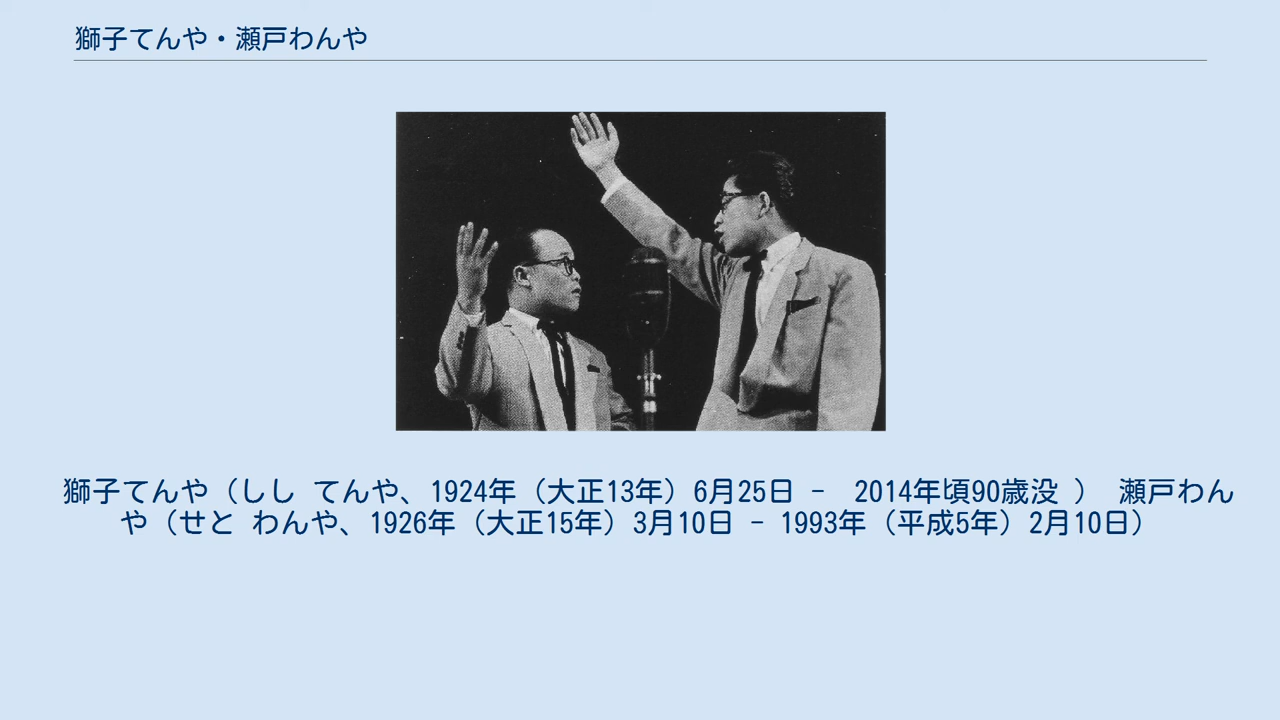 獅子てんや・瀬戸わんや
獅子てんや（しし てんや、1924年（大正13年）6月25日 - 2014年頃90歳没 ） 瀬戸わん
や（せと わんや、1926年（大正15年）3月10日 - 1993年（平成5年）2月10日）